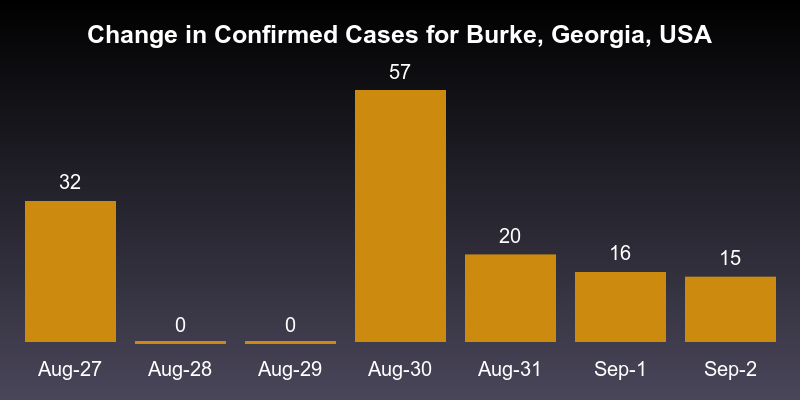 Change in Confirmed Cases for Burke, Georgia, USA
57
32
20
16
15
0
0
Aug-27
Aug-28
Aug-29
Aug-30
Aug-31
Sep-1
Sep-2